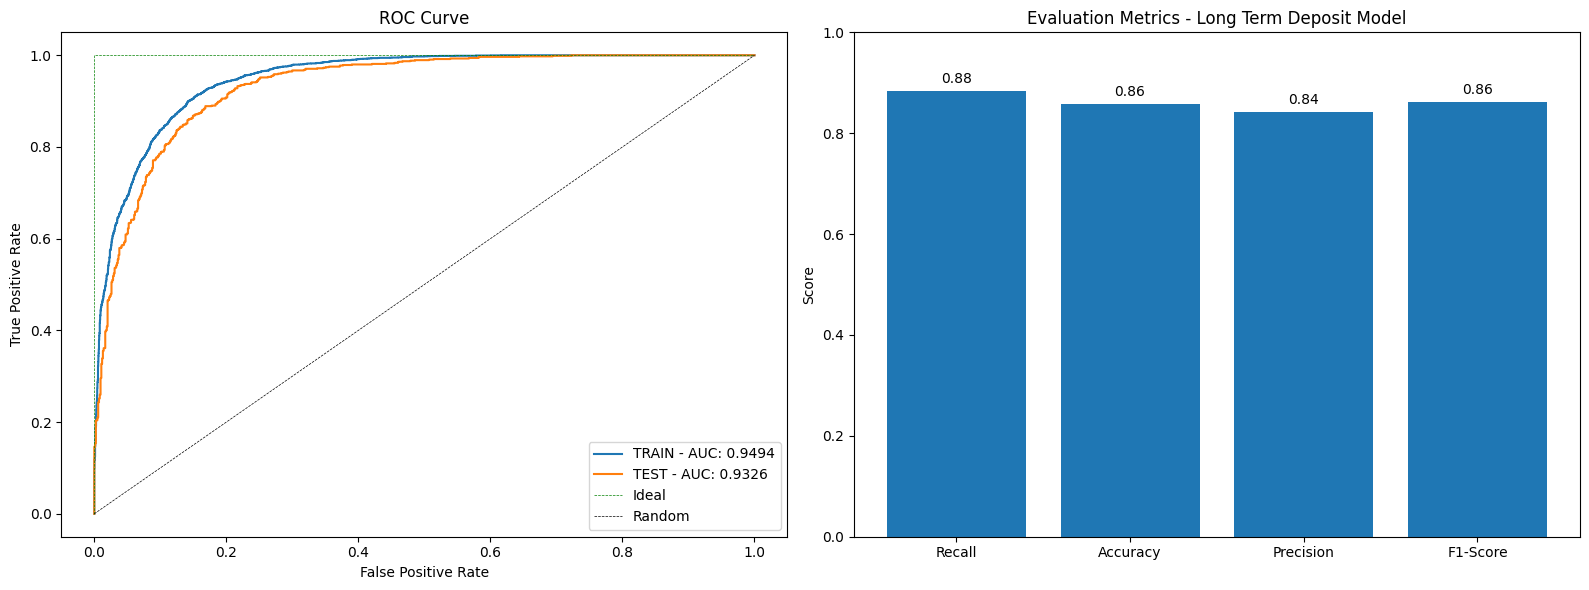 ROC Curve
1.0
0.8
0.6
0.4
0.2
0.0
True Positive Rate
TRAIN - AUC: 0.9494
TEST - AUC: 0.9326
Ideal
Random
0.0 0.2 0.4 0.6 0.8 1.0
False Positive Rate
Evaluation Metrics - Long Term Deposit Model
1.0
0.8
0.6
0.4
0.2
0.0
Score
0.88 0.86 0.84 0.86
Recall Accuracy Precision F1-Score